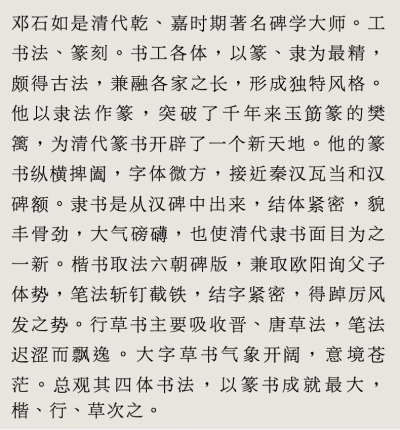 邓石如是清代乾、嘉时期著名碑学大师。工
书法、篆刻。书工各体，以篆、隶为最精，
颇得古法，兼融各家之长，形成独特风格。
他以隶法作篆，突破了千年来玉筯篆的樊
篱，为清代篆书开辟了一个新天地。他的篆
书纵横捭阖，字体微方，接近秦汉瓦当和汉
碑额。隶书是从汉碑中出来，结体紧密，貌
丰骨劲，大气磅礴，也使清代隶书面目为之
一新。楷书取法六朝碑版，兼取欧阳询父子
体势，笔法斩钉截铁，结字紧密，得踔厉风
发之势。行草书主要吸收晋、唐草法，笔法
迟涩而飘逸。大字草书气象开阔，意境苍
茫。总观其四体书法，以篆书成就最大，
楷、行、草次之。